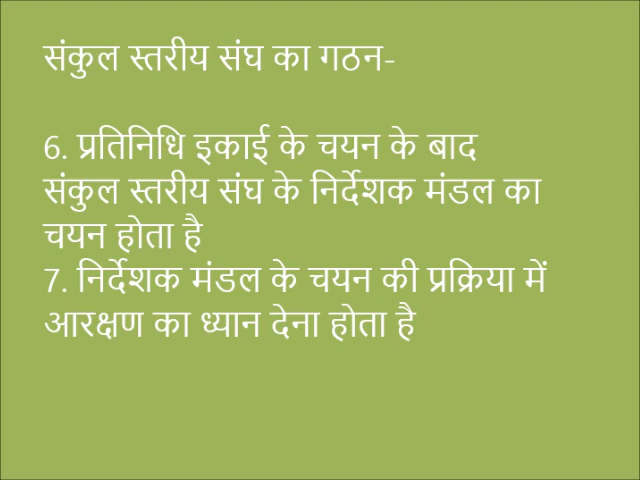 संकुल स्तरीय संघ का गठन-
6. प्रतिनिधि इकाई के चयन के बाद
संकुल स्तरीय संघ के निर्देशक मंडल का
चयन होता है
7. निर्देशक मंडल के चयन की प्रक्रिया में
आरक्षण का ध्यान देना होता है